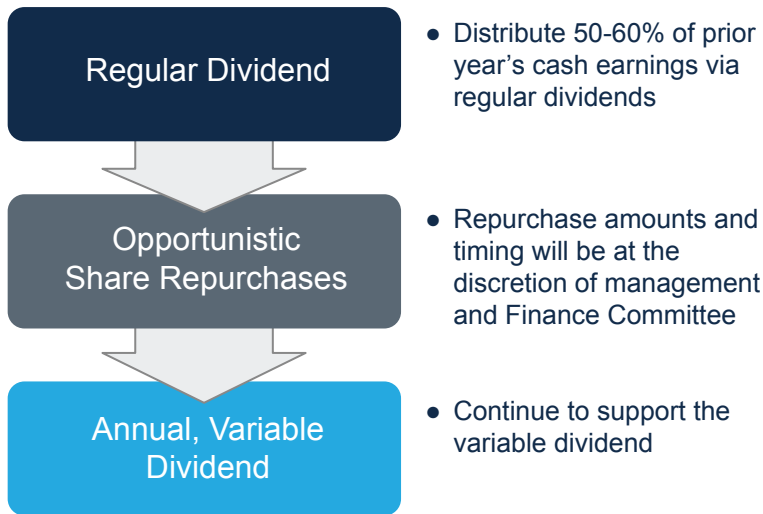 Regular Dividend
● Distribute 50-60% of prior
year’s cash earnings via
regular dividends
Opportunistic
Share Repurchases
● Repurchase amounts and
timing will be at the
discretion of management
and Finance Committee
Annual, Variable
Dividend
● Continue to support the
variable dividend